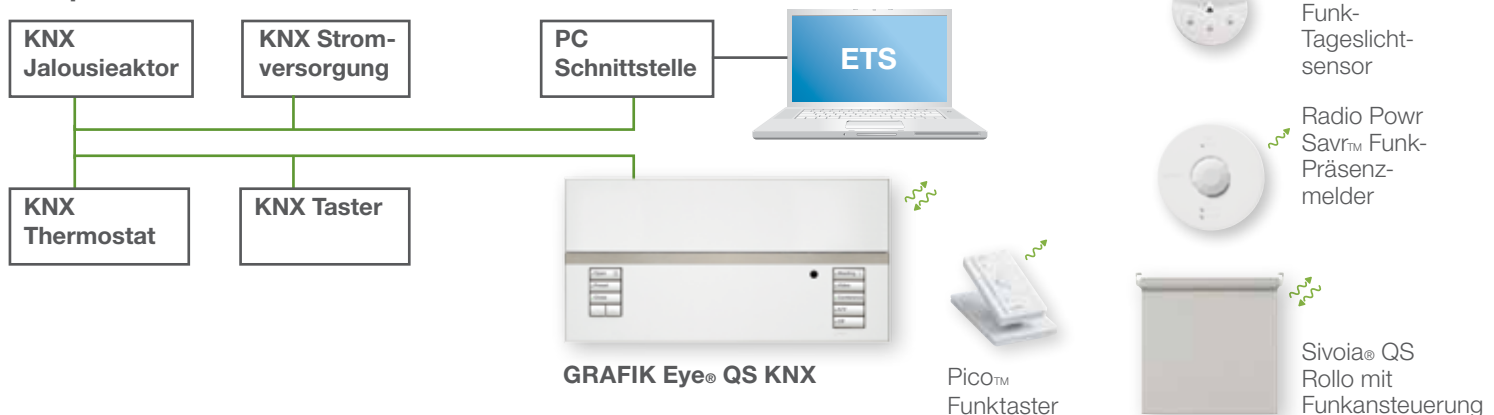 KNX
Jalousieaktor
KNX Strom-
versorgung
PC
Schnittstelle
ETS
Funk-
Tageslicht-
sensor
Radio Powr
Savr™ Funk-
Präsenz-
melder
KNX
Thermostat
KNX Taster
GRAFIK Eye® QS KNX
Pico™
Funktaster
Sivoia® QS
Rollo mit
Funkansteuerung